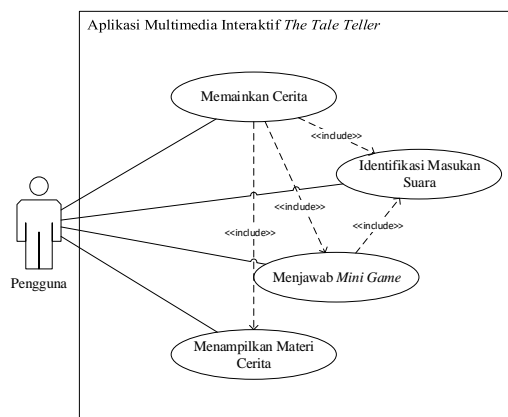 Aplikasi Multimedia Interaktif The Tale Teller
Memainkan Cerita
<<include>>
Identifikasi Masukan
Suara
<<include>>
<<include>>
<<include>>
Menjawab Mini Game
Pengguna
Menampilkan Materi
Cerita